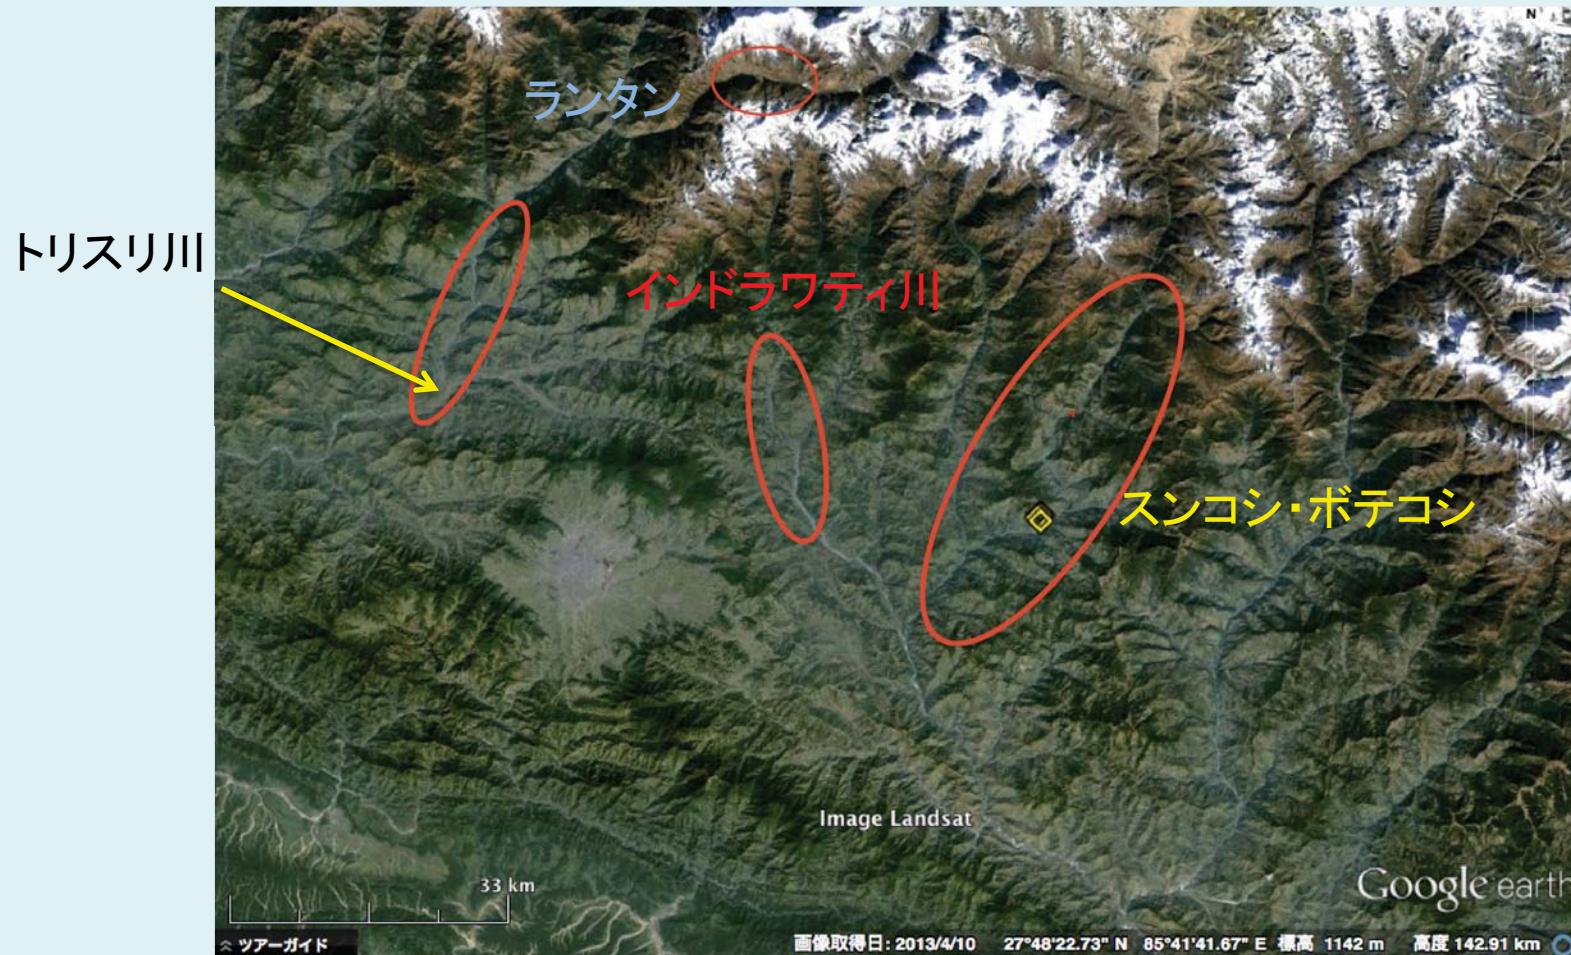 N
ランタン
トリスリ川
インドラワティ川
スンコシ・ボテコシ
Image Landsat
Google earth
33 km
ツアーガイド
画像取得日: 2013/4/10 27°48'22.73" N 85°41'41.67" E 標高 1142 m 高度 142.91 km